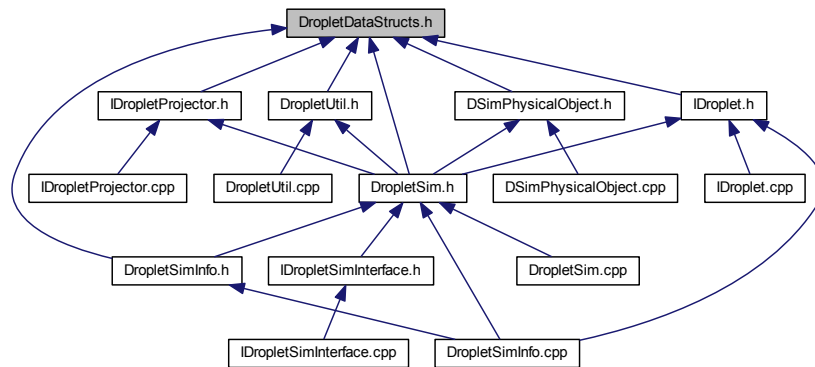 DropletDataStructs.h
IDropletProjector.h
DropletUtil.h
DSimPhysicalObject.h
IDroplet.h
IDropletProjector.cpp
DropletUtil.cpp
DropletSim.h
DSimPhysicalObject.cpp
IDroplet.cpp
DropletSimInfo.h
IDropletSimInterface.h
DropletSim.cpp
IDropletSimInterface.cpp
DropletSimInfo.cpp